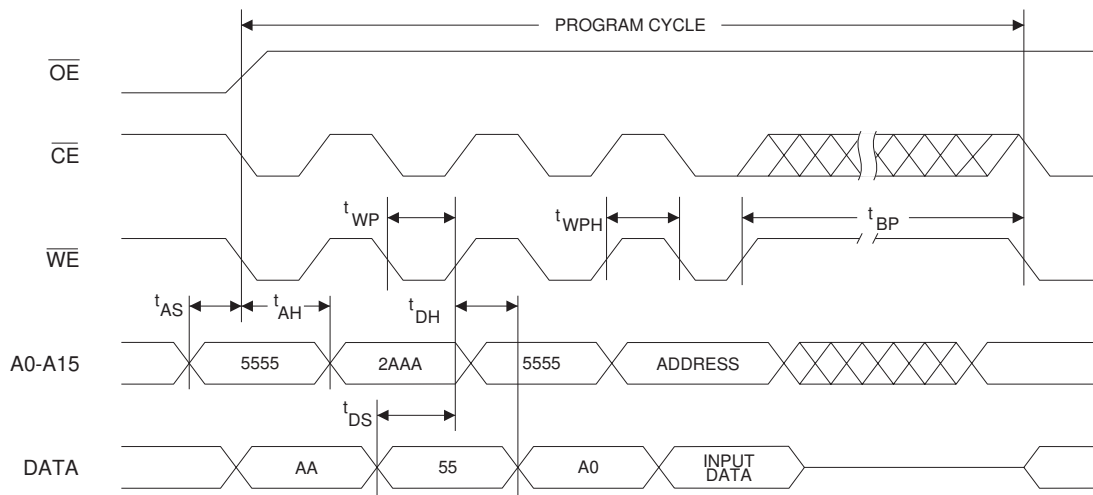 PROGRAM CYCLE
OE
CE
tWP
tWPH
tBP
WE
tAS
tAH
tDH
A0-A15
5555
2AAA
5555
ADDRESS
tDS
DATA
AA
55
A0
INPUT
DATA